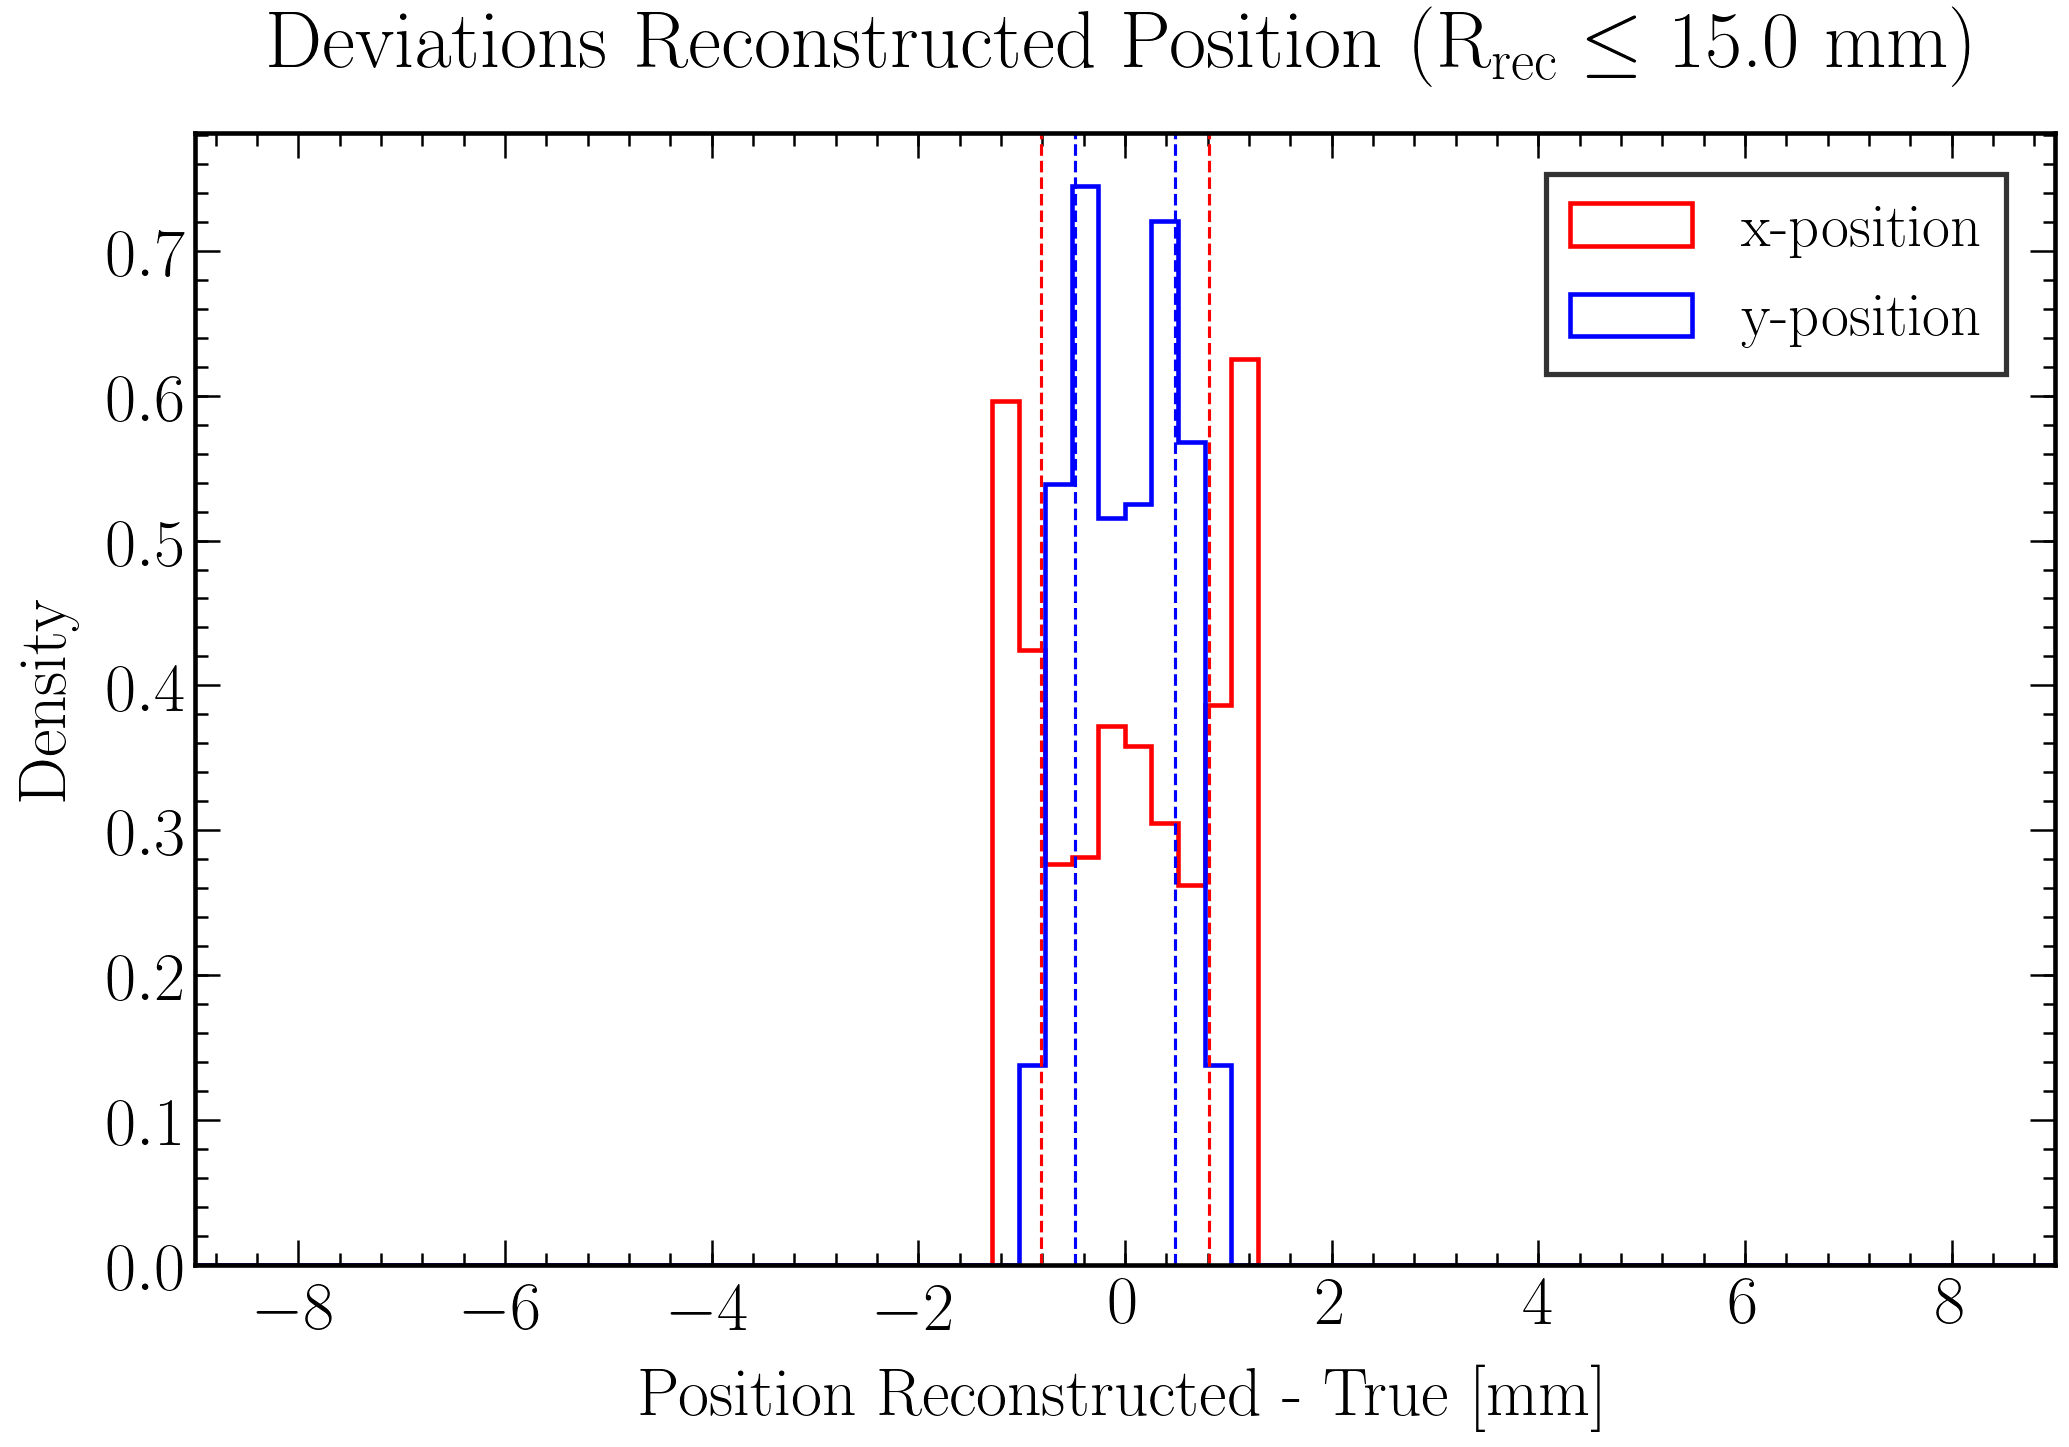 Deviations Reconstructed Position (R_rec ≤ 15.0 mm)
x-position
y-position
0.7
0.6
0.5
0.4
0.3
0.2
0.1
0.0
Density
−8 −6 −4 −2 0 2 4 6 8
Position Reconstructed - True [mm]